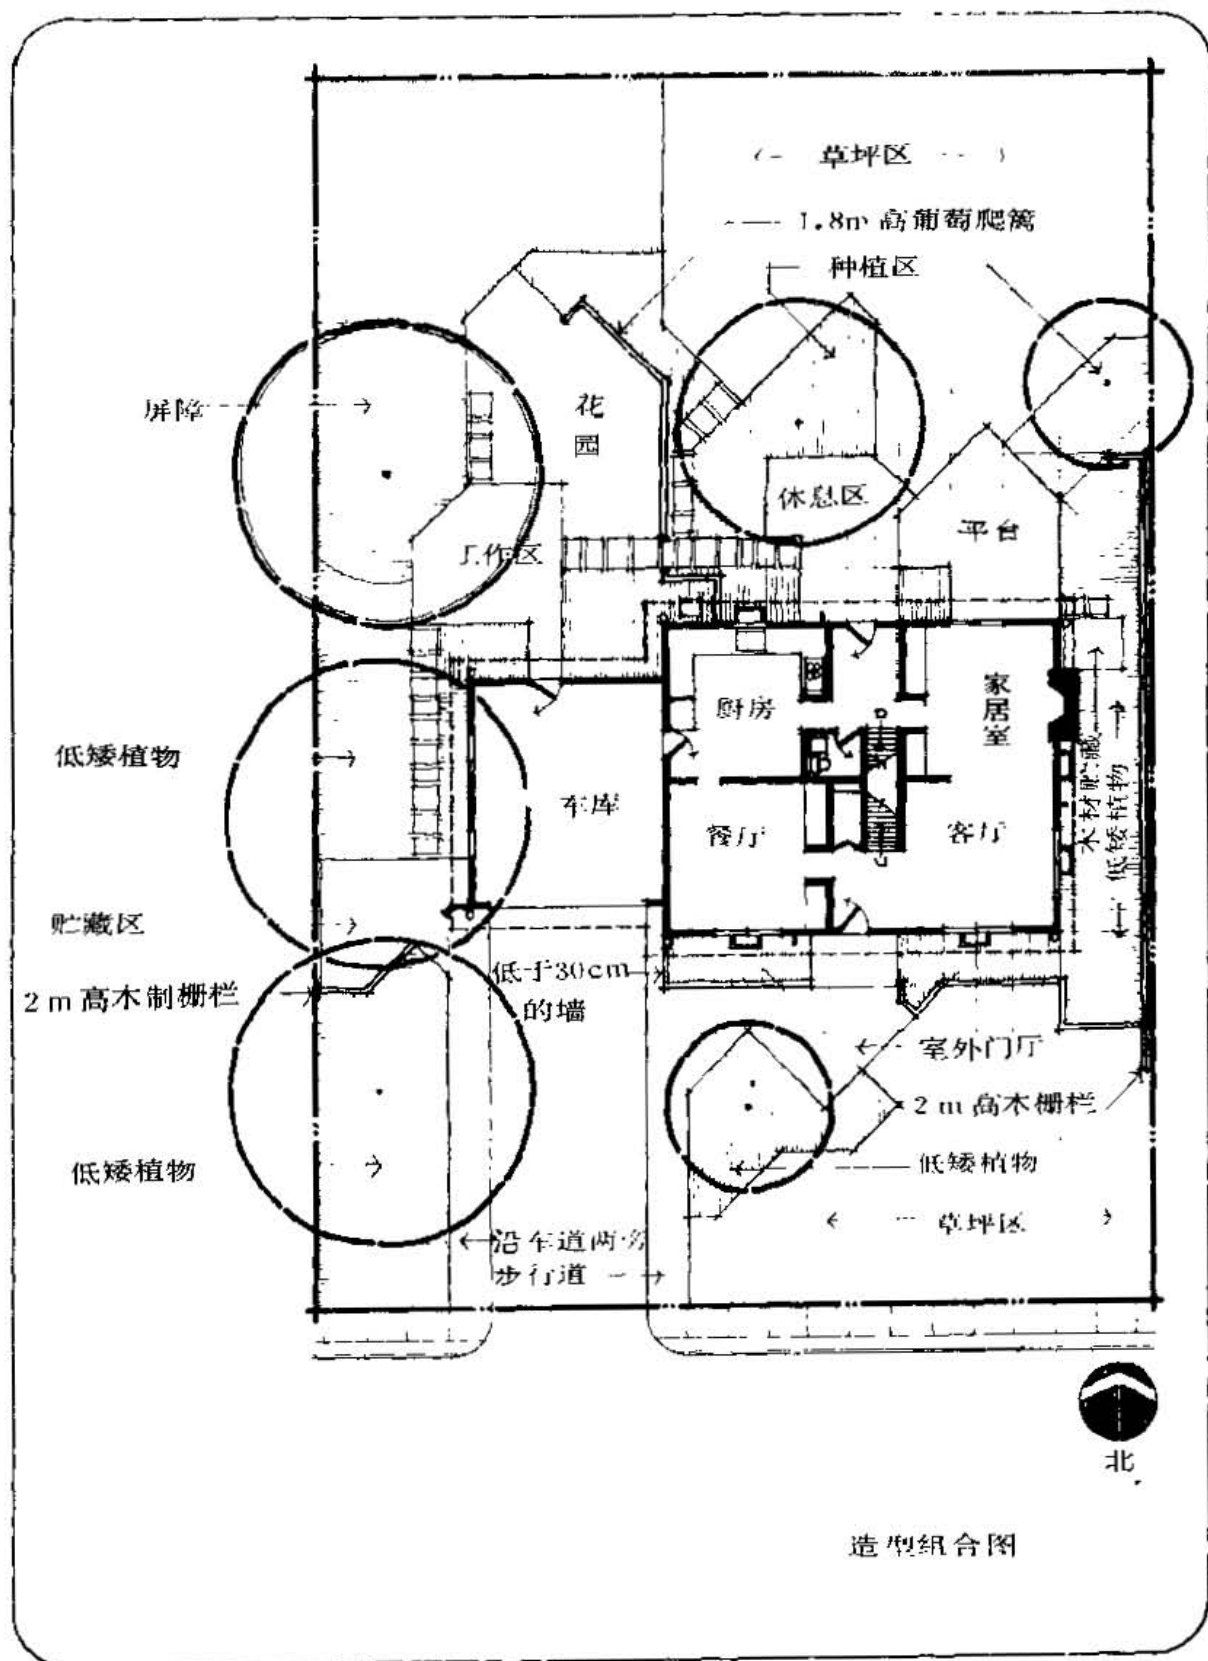 草坪区
1.8m 高葡萄爬篱
种植区
屏障
花
园
休息区
平台
工作区
家
居
室
厨房
低矮植物
木材贮藏
低矮植物
车库
餐厅
客厅
贮藏区
低于30cm
的墙
2 m 高木制栅栏
室外门厅
2 m 高木栅栏
低矮植物
低矮植物
草坪区
沿车道两
步行道
北
造型组合图